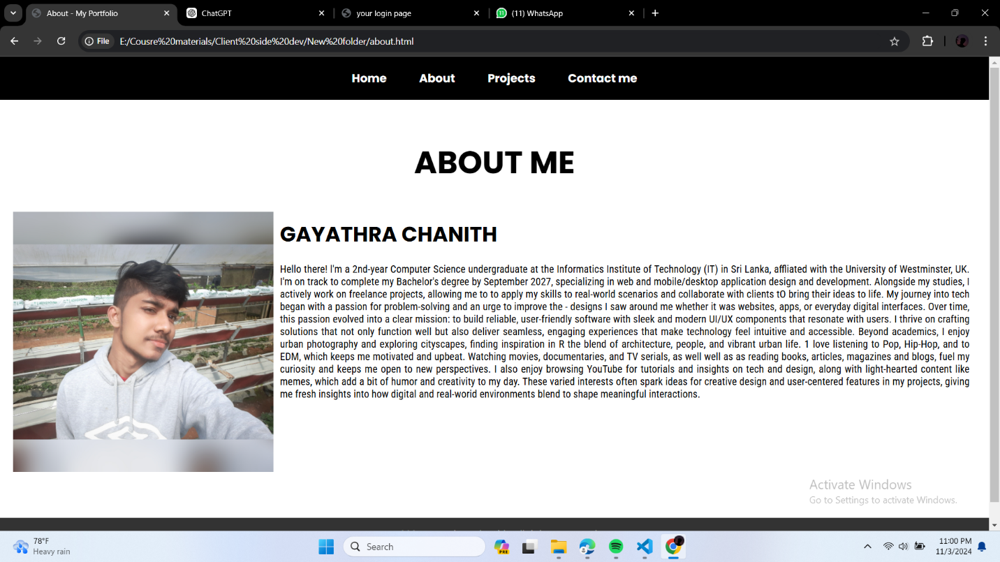 About - My Portfolio
ChatGPT
your login page
(11) WhatsApp
File
E:/Cousre%20materials/Client%20side%20dev/New%20folder/about.html
Home
About
Projects
Contact me
ABOUT ME
GAYATHRA CHANITH
Hello there! I'm a 2nd-year Computer Science undergraduate at the Informatics Institute of Technology (IT) in Sri Lanka, affliated with the University of Westminster, UK.
I'm on track to complete my Bachelor's degree by September 2027, specializing in web and mobile/desktop application design and development. Alongside my studies, I
actively work on freelance projects, allowing me to to apply my skills to real-world scenarios and collaborate with clients tO bring their ideas to life. My journey into tech
began with a passion for problem-solving and an urge to improve the - designs I saw around me whether it was websites, apps, or everyday digital interfaces. Over time,
this passion evolved into a clear mission: to build reliable, user-friendly software with sleek and modern UI/UX components that resonate with users. I thrive on crafting
solutions that not only function well but also deliver seamless, engaging experiences that make technology feel intuitive and accessible. Beyond academics, I enjoy
urban photography and exploring cityscapes, finding inspiration in R the blend of architecture, people, and vibrant urban life. 1 love listening to Pop, Hip-Hop, and to
EDM, which keeps me motivated and upbeat. Watching movies, documentaries, and TV serials, as well well as as reading books, articles, magazines and blogs, fuel my
curiosity and keeps me open to new perspectives. I also enjoy browsing YouTube for tutorials and insights on tech and design, along with light-hearted content like
memes, which add a bit of humor and creativity to my day. These varied interests often spark ideas for creative design and user-centered features in my projects, giving
me fresh insights into how digital and real-worid environments blend to shape meaningful interactions.
Activate Windows
Go to Settings to activate Windows.
78°F
Heavy rain
Search
PRE
11:00 PM
11/3/2024